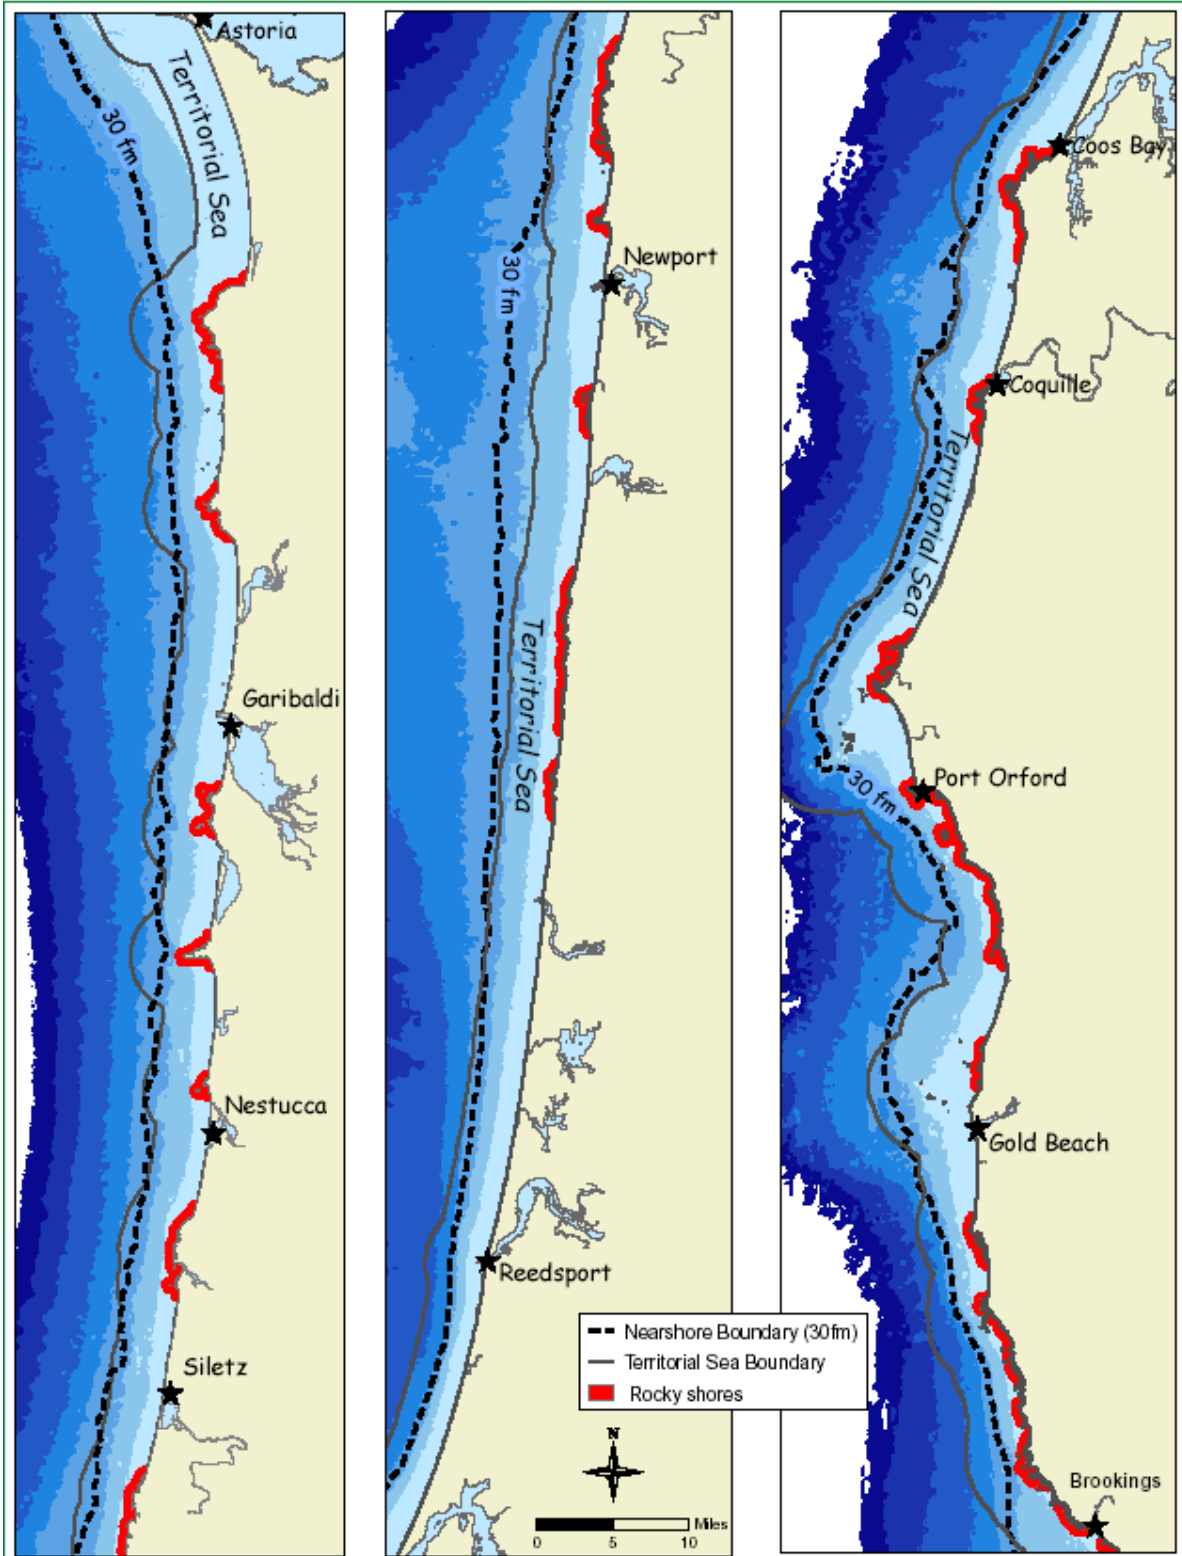 Astoria
Territorial Sea
30 fm
Garibaldi
Nestucca
Siletz
Newport
30 fm
Territorial Sea
Reedsport
Coos Bay
Coquille
Territorial Sea
Port Orford
30 fm
Gold Beach
Brookings
Nearshore Boundary (30fm)
Territorial Sea Boundary
Rocky shores
N
Miles
0 5 10